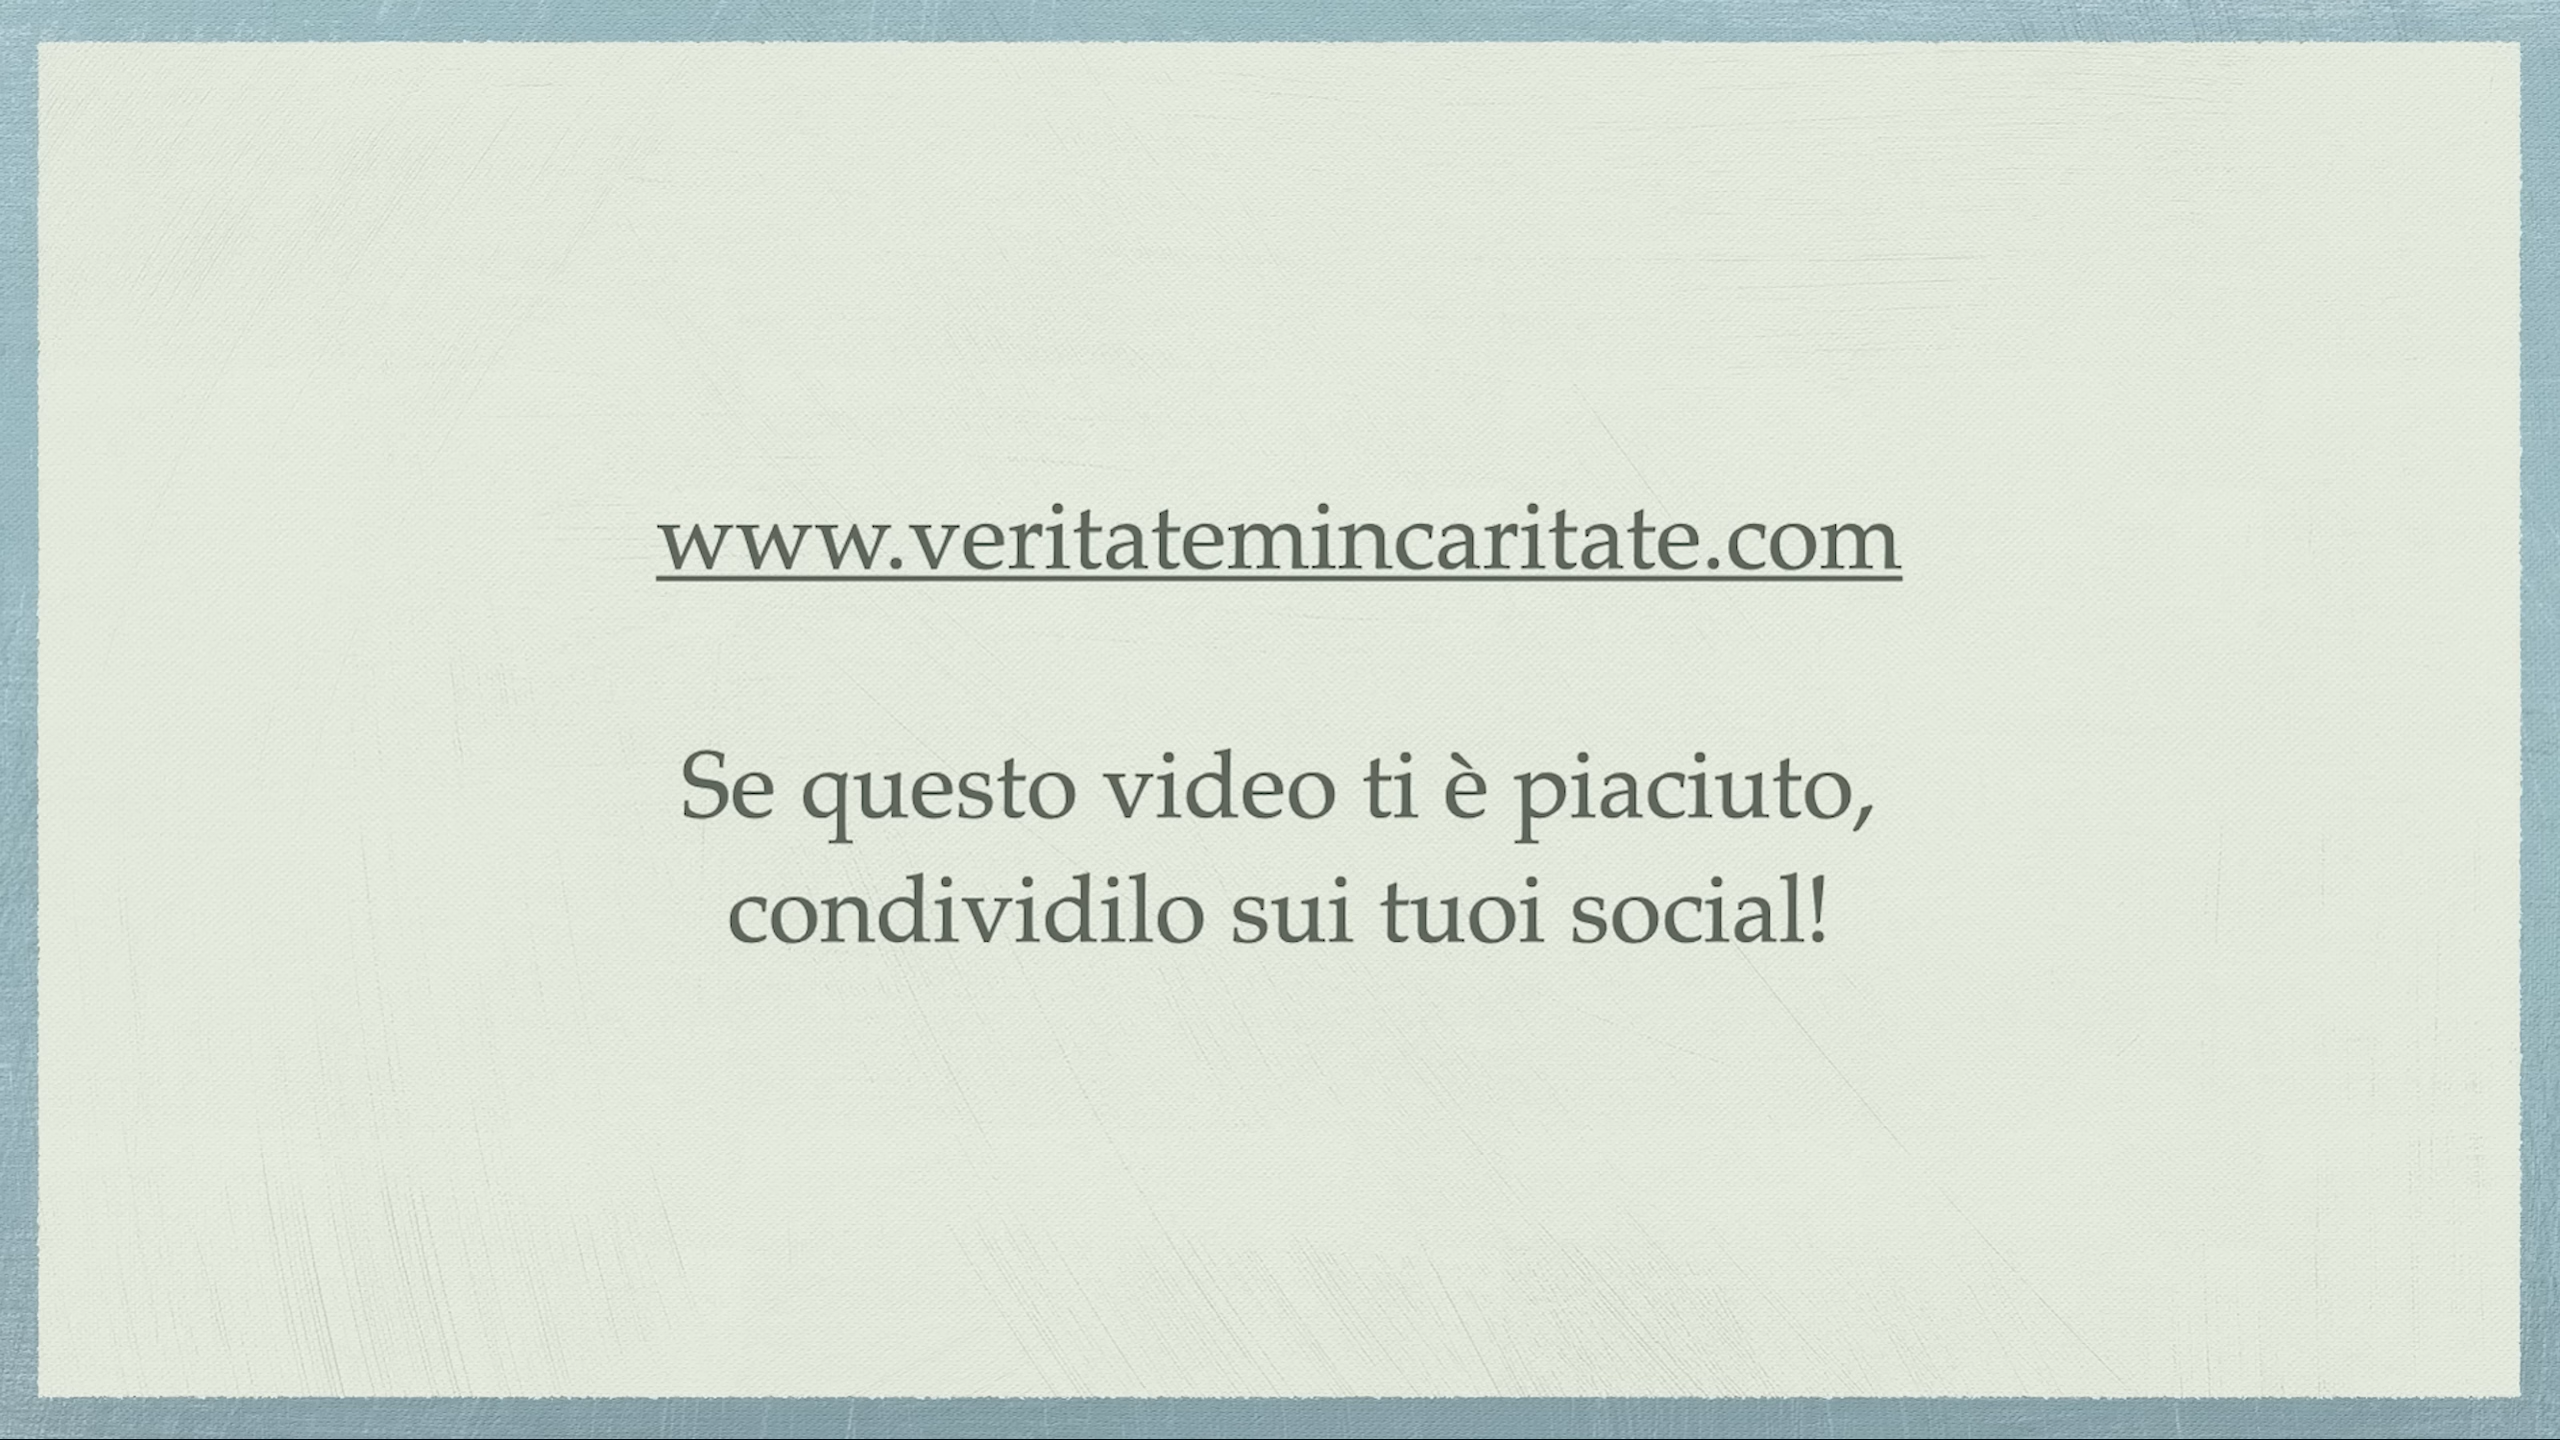 www.veritatemincaritate.com
Se questo video ti è piaciuto,
condividilo sui tuoi social!